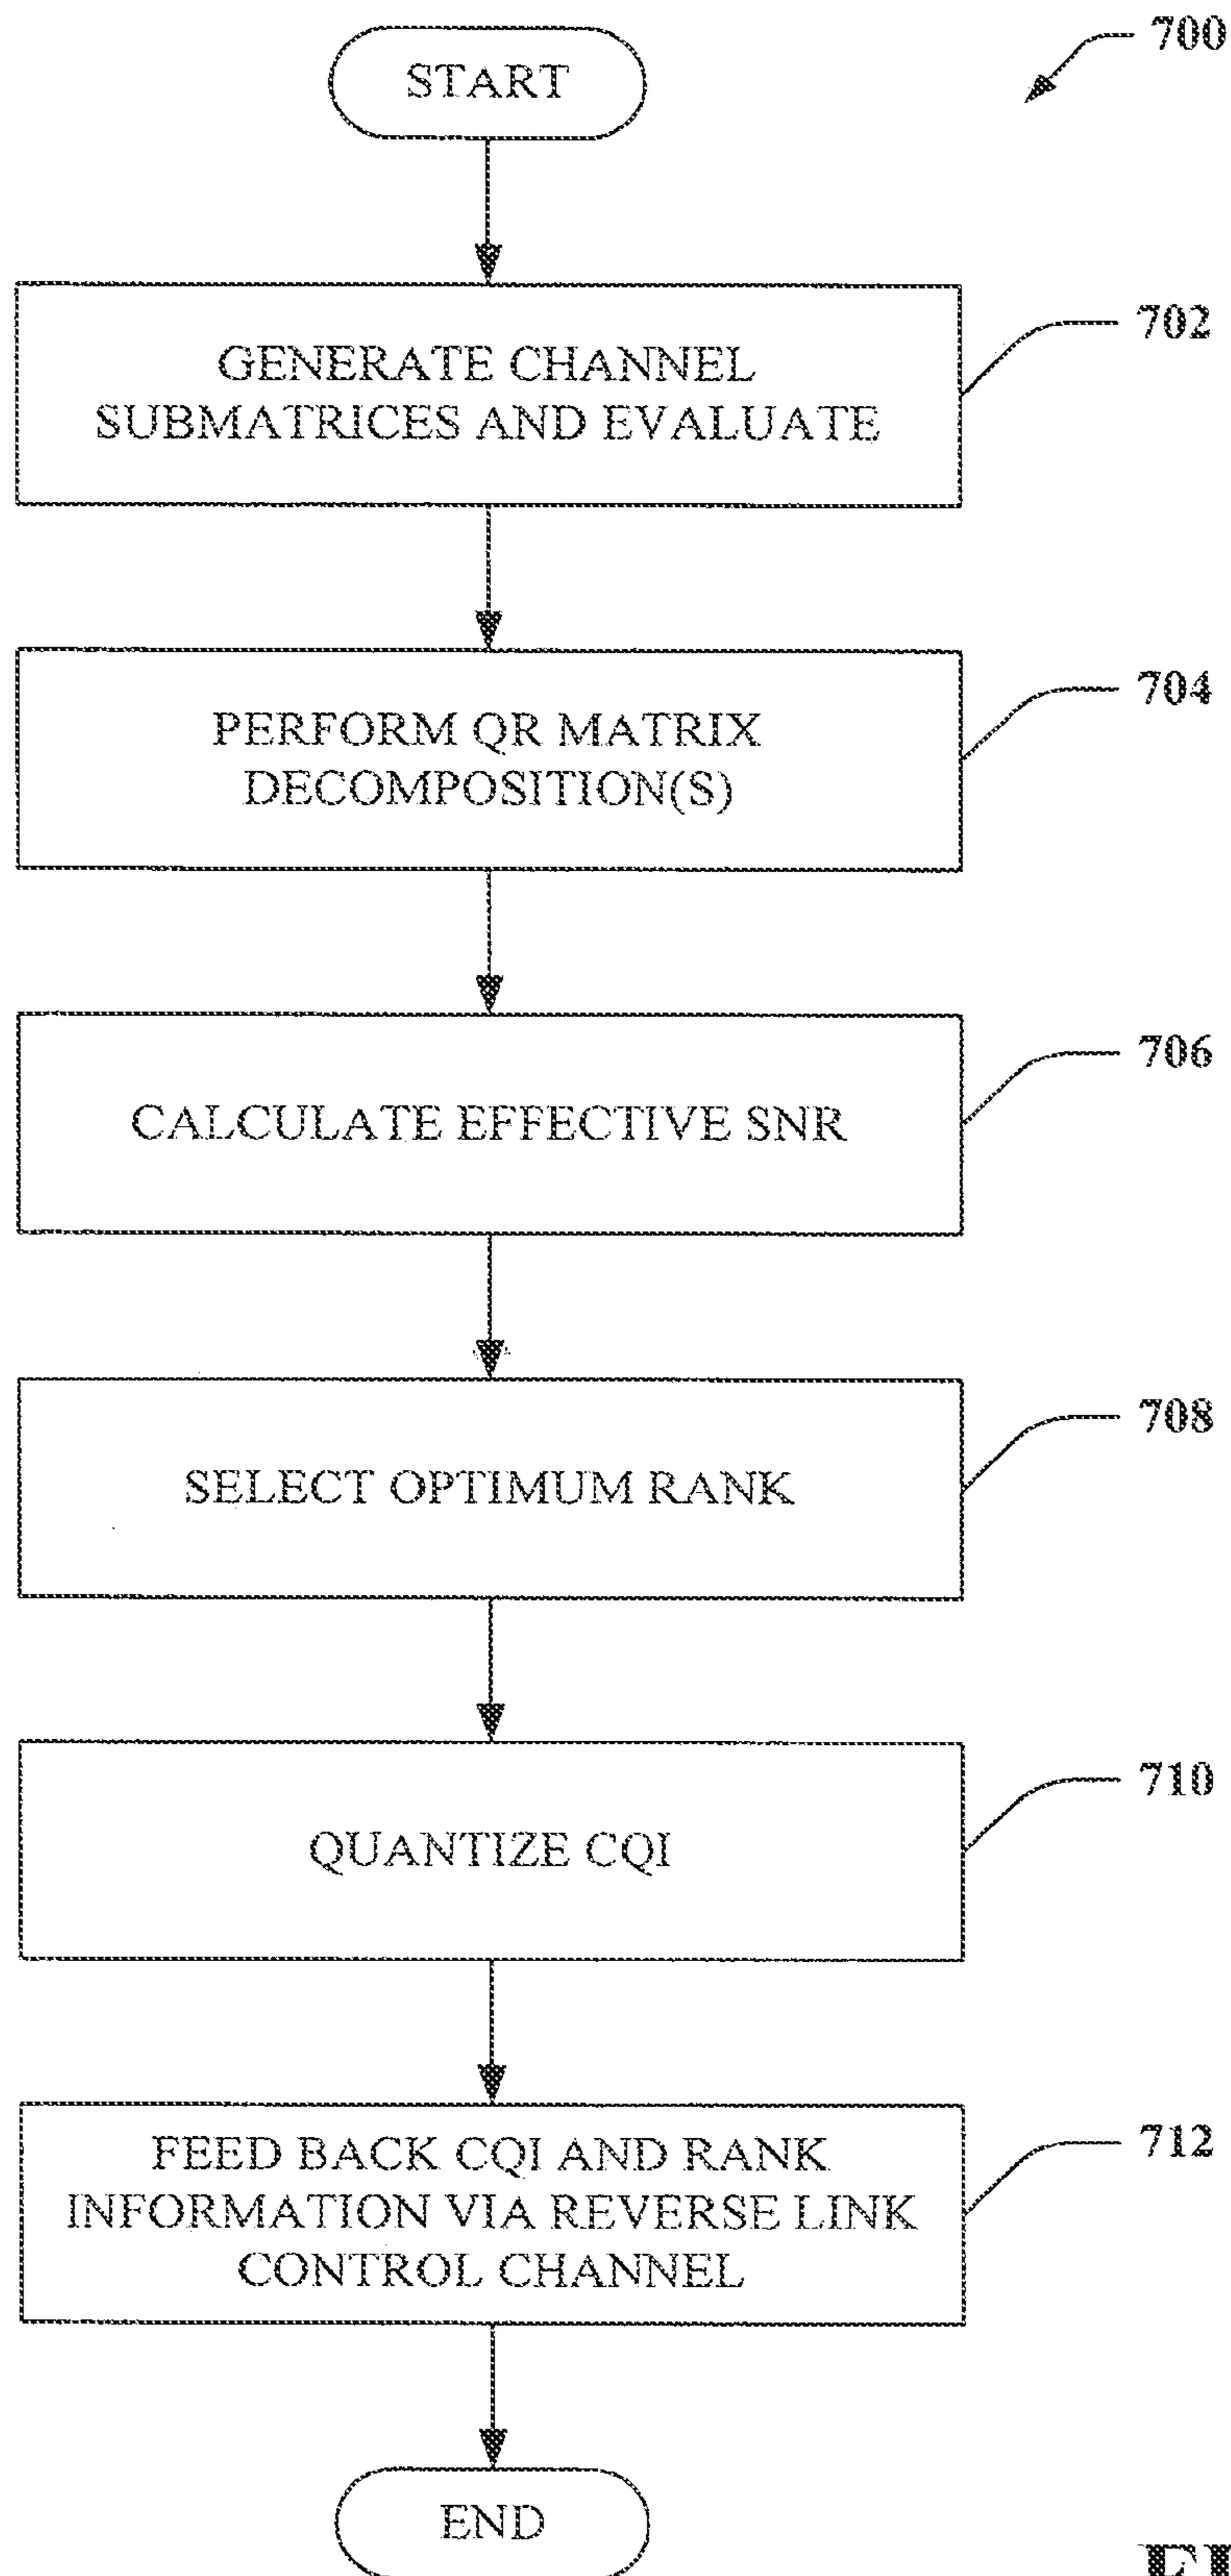 700
START
702
GENERATE CHANNEL
SUBMATRICES AND EVALUATE
704
PERFORM QR MATRIX
DECOMPOSITION(S)
706
CALCULATE EFFECTIVE SNR
708
SELECT OPTIMUM RANK
710
QUANTIZE CQI
712
FEED BACK CQI AND RANK
INFORMATION VIA REVERSE LINK
CONTROL CHANNEL
END